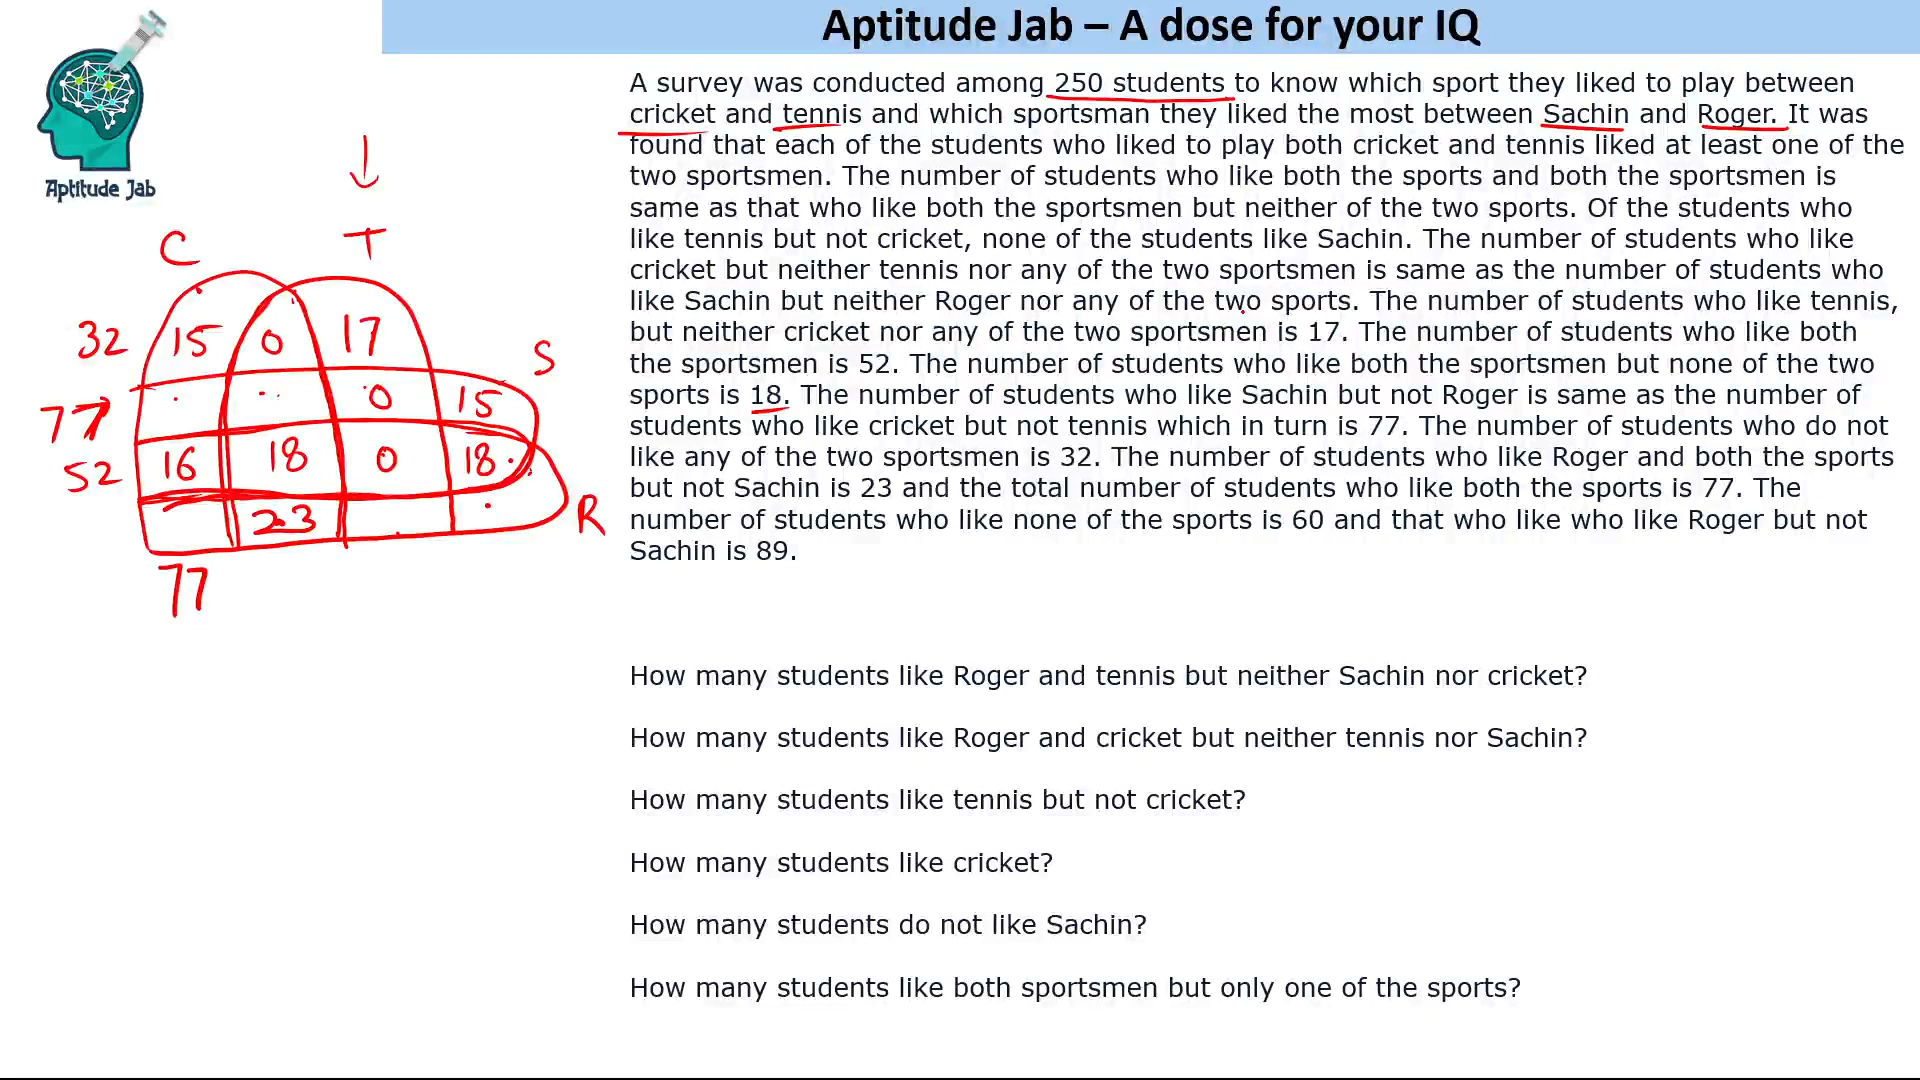 Aptitude Jab – A dose for your IQ
Aptitude Jab
A survey was conducted among 250 students to know which sport they liked to play between
cricket and tennis and which sportsman they liked the most between Sachin and Roger. It was
found that each of the students who liked to play both cricket and tennis liked at least one of the
two sportsmen. The number of students who like both the sports and both the sportsmen is
same as that who like both the sportsmen but neither of the two sports. Of the students who
like tennis but not cricket, none of the students like Sachin. The number of students who like
cricket but neither tennis nor any of the two sportsmen is same as the number of students who
like Sachin but neither Roger nor any of the two sports. The number of students who like tennis,
but neither cricket nor any of the two sportsmen is 17. The number of students who like both
the sportsmen is 52. The number of students who like both the sportsmen but none of the two
sports is 18. The number of students who like Sachin but not Roger is same as the number of
students who like cricket but not tennis which in turn is 77. The number of students who do not
like any of the two sportsmen is 32. The number of students who like Roger and both the sports
but not Sachin is 23 and the total number of students who like both the sports is 77. The
number of students who like none of the sports is 60 and that who like who like Roger but not
Sachin is 89.
C T
32 15 0 17
S
77 0 15
52 16 18 0 18
23 R
77
How many students like Roger and tennis but neither Sachin nor cricket?
How many students like Roger and cricket but neither tennis nor Sachin?
How many students like tennis but not cricket?
How many students like cricket?
How many students do not like Sachin?
How many students like both sportsmen but only one of the sports?